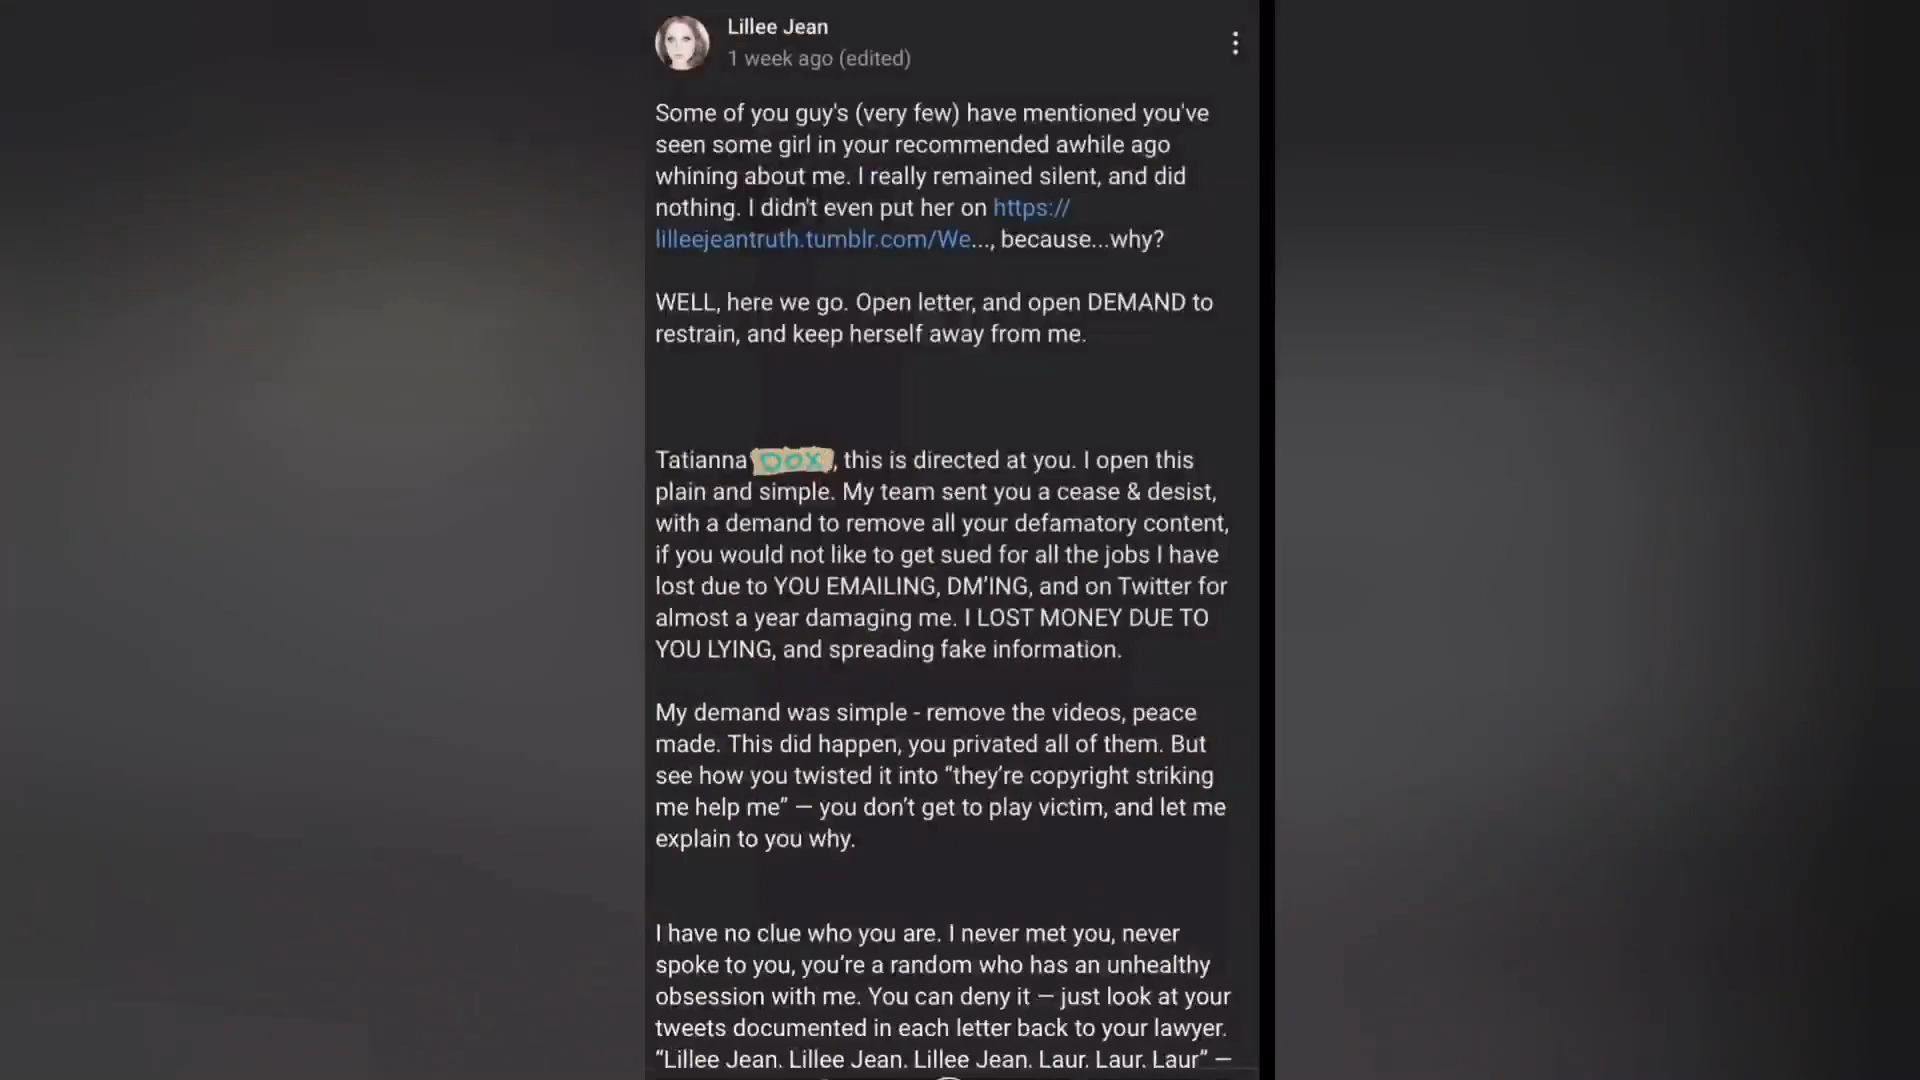 Lillee Jean
1 week ago (edited)
Some of you guy's (very few) have mentioned you've
seen some girl in your recommended awhile ago
whining about me. I really remained silent, and did
nothing. I didn't even put her on https://
lilleejeantruth.tumblr.com/We..., because...why?
WELL, here we go. Open letter, and open DEMAND to
restrain, and keep herself away from me.
Tatianna DOX, this is directed at you. I open this
plain and simple. My team sent you a cease & desist,
with a demand to remove all your defamatory content,
if you would not like to get sued for all the jobs I have
lost due to YOU EMAILING, DM'ING, and on Twitter for
almost a year damaging me. I LOST MONEY DUE TO
YOU LYING, and spreading fake information.
My demand was simple - remove the videos, peace
made. This did happen, you privated all of them. But
see how you twisted it into “they’re copyright striking
me help me” — you don’t get to play victim, and let me
explain to you why.
I have no clue who you are. I never met you, never
spoke to you, you’re a random who has an unhealthy
obsession with me. You can deny it — just look at your
tweets documented in each letter back to your lawyer.
“Lillee Jean. Lillee Jean. Lillee Jean. Laur. Laur. Laur” —